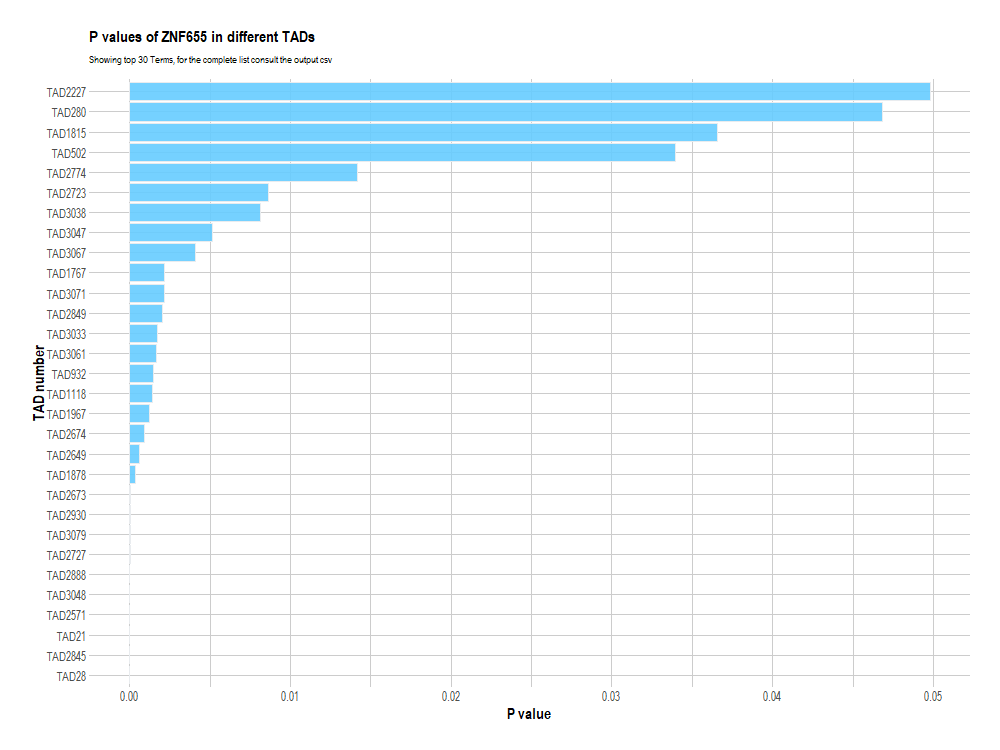 P values of ZNF655 in different TADs
Showing top 30 Terms, for the complete list consult the output csv
TAD number
TAD2227
TAD280
TAD1815
TAD502
TAD2774
TAD2723
TAD3038
TAD3047
TAD3067
TAD1767
TAD3071
TAD2849
TAD3033
TAD3061
TAD932
TAD1118
TAD1967
TAD2674
TAD2649
TAD1878
TAD2673
TAD2930
TAD3079
TAD2727
TAD2888
TAD3048
TAD2571
TAD21
TAD2845
TAD28
0.00 0.01 0.02 0.03 0.04 0.05
P value